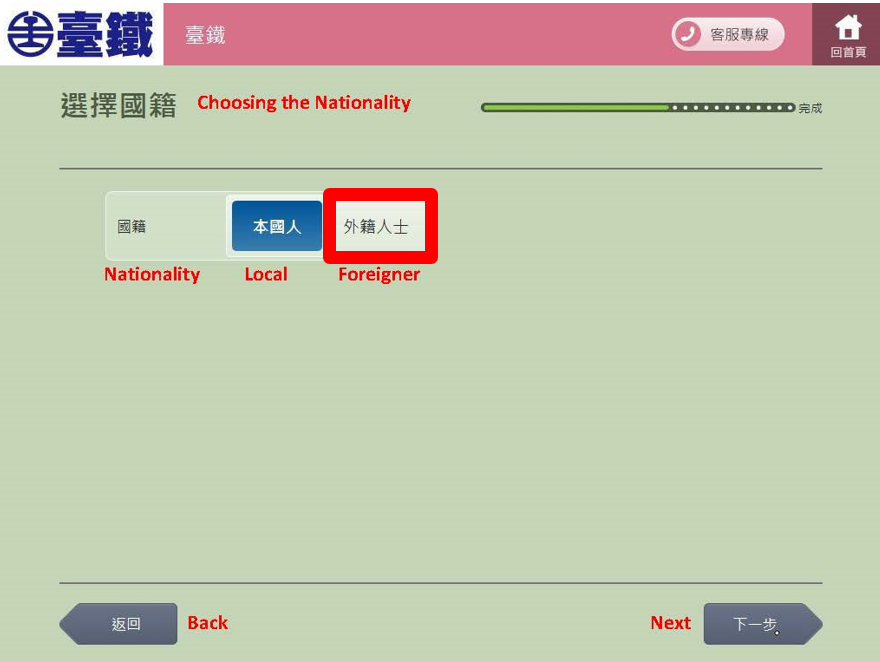 臺鐵
臺鐵
客服專線
回首頁
選擇國籍 Choosing the Nationality
完成
國籍 本國人 外籍人士
Nationality Local Foreigner
返回 Back Next 下一步